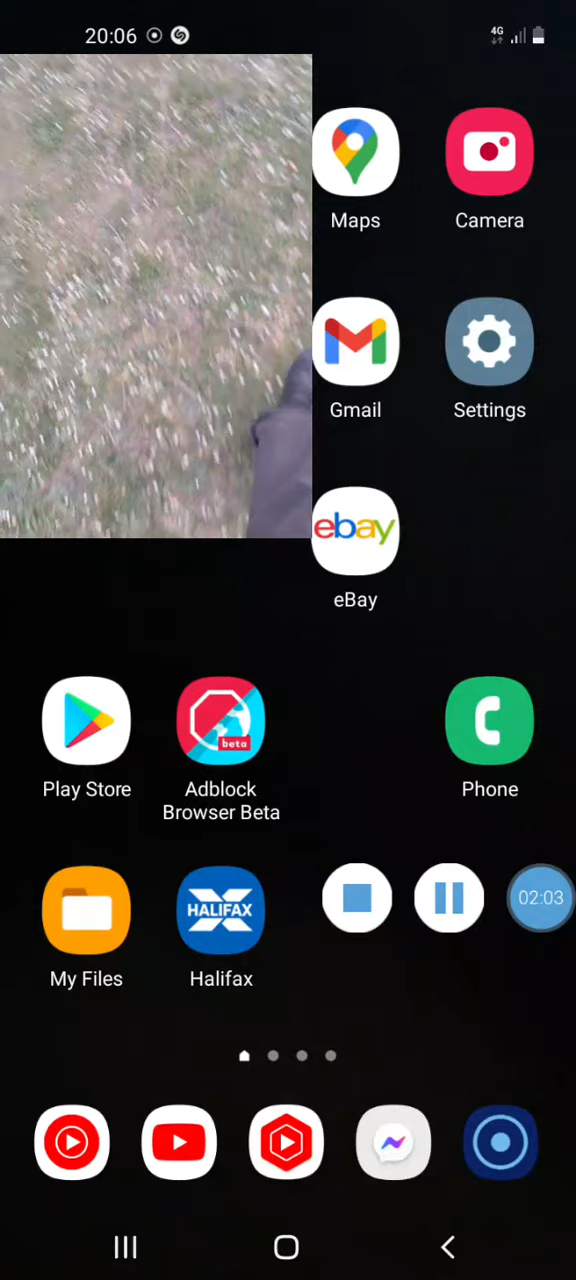 20:06
4G
Maps
Camera
Gmail
Settings
ebay
eBay
beta
Play Store
Adblock
Browser Beta
Phone
HALIFAX
02:03
My Files
Halifax